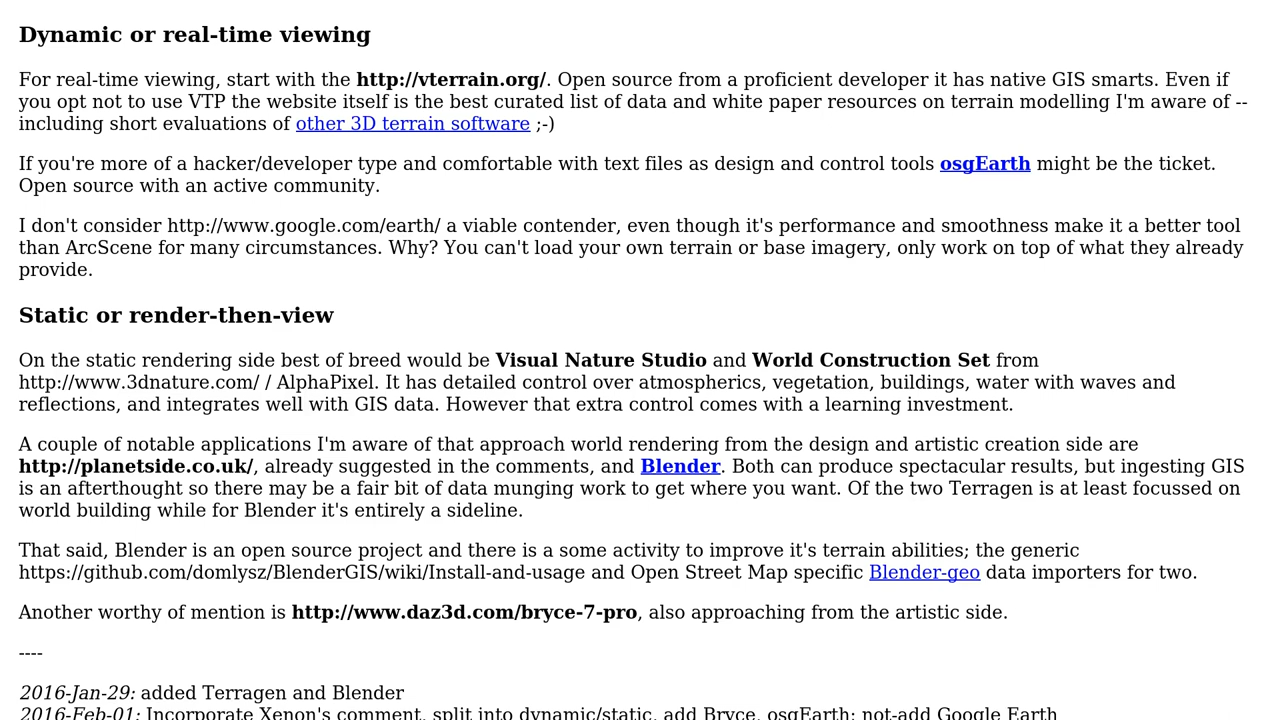 Dynamic or real-time viewing
For real-time viewing, start with the http://vterrain.org/. Open source from a proficient developer it has native GIS smarts. Even if
you opt not to use VTP the website itself is the best curated list of data and white paper resources on terrain modelling I'm aware of --
including short evaluations of other 3D terrain software ;-)
If you're more of a hacker/developer type and comfortable with text files as design and control tools osgEarth might be the ticket.
Open source with an active community.
I don't consider http://www.google.com/earth/ a viable contender, even though it's performance and smoothness make it a better tool
than ArcScene for many circumstances. Why? You can't load your own terrain or base imagery, only work on top of what they already
provide.
Static or render-then-view
On the static rendering side best of breed would be Visual Nature Studio and World Construction Set from
http://www.3dnature.com/ / AlphaPixel. It has detailed control over atmospherics, vegetation, buildings, water with waves and
reflections, and integrates well with GIS data. However that extra control comes with a learning investment.
A couple of notable applications I'm aware of that approach world rendering from the design and artistic creation side are
http://planetside.co.uk/, already suggested in the comments, and Blender. Both can produce spectacular results, but ingesting GIS
is an afterthought so there may be a fair bit of data munging work to get where you want. Of the two Terragen is at least focussed on
world building while for Blender it's entirely a sideline.
That said, Blender is an open source project and there is a some activity to improve it's terrain abilities; the generic
https://github.com/domlysz/BlenderGIS/wiki/Install-and-usage and Open Street Map specific Blender-geo data importers for two.
Another worthy of mention is http://www.daz3d.com/bryce-7-pro, also approaching from the artistic side.
----
2016-Jan-29: added Terragen and Blender
2016-Feb-01: Incorporate Xenon's comment, split into dynamic/static, add Bryce, osgEarth; not-add Google Earth